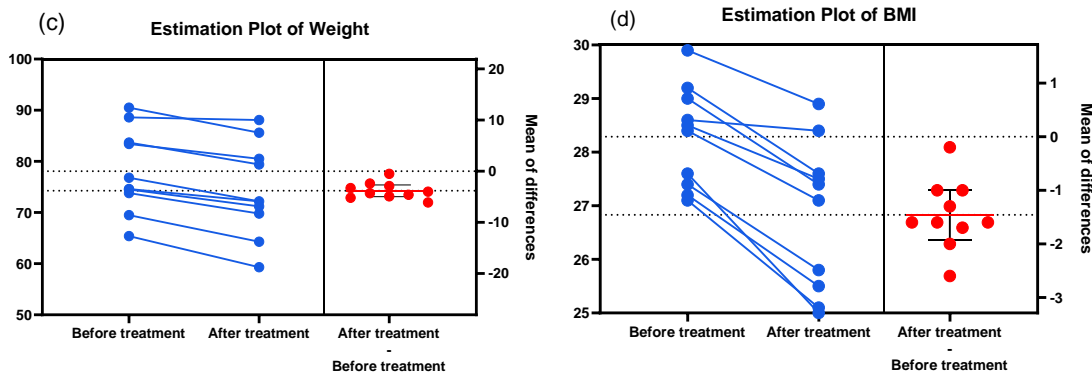 (c)
Estimation Plot of Weight
100
90
80
70
60
50
20
10
0
-10
-20
Mean of differences
Before treatment
After treatment
After treatment
-
Before treatment
(d)
Estimation Plot of BMI
30
29
28
27
26
25
1
0
-1
-2
-3
Mean of differences
Before treatment
After treatment
After treatment
-
Before treatment